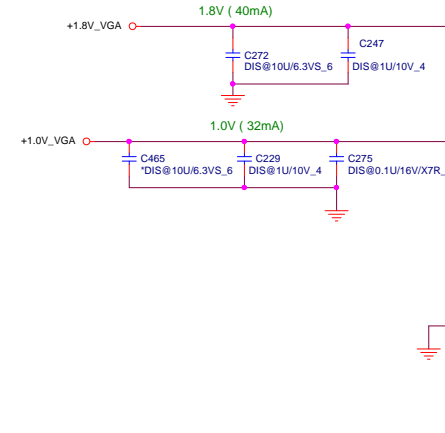 1.8V ( 40mA)
+1.8V_VGA
C272
DIS@10U/6.3VS_6
C247
DIS@1U/10V_4
1.0V ( 32mA)
+1.0V_VGA
C465
*DIS@10U/6.3VS_6
C229
DIS@1U/10V_4
C275
DIS@0.1U/16V/X7R_